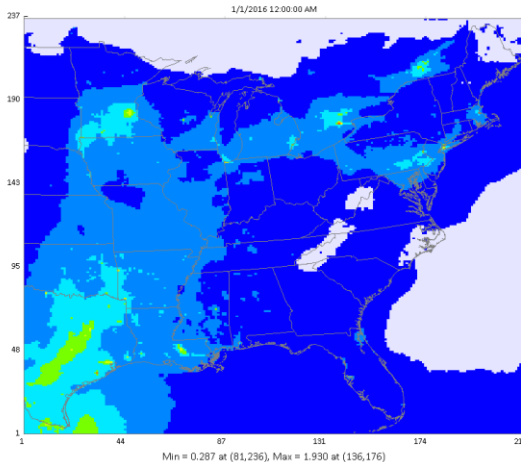 1/1/2016 12:00:00 AM
237
190
143
95
48
1
1 44 87 131 174 21
Min = 0.287 at (81,236), Max = 1.930 at (136,176)